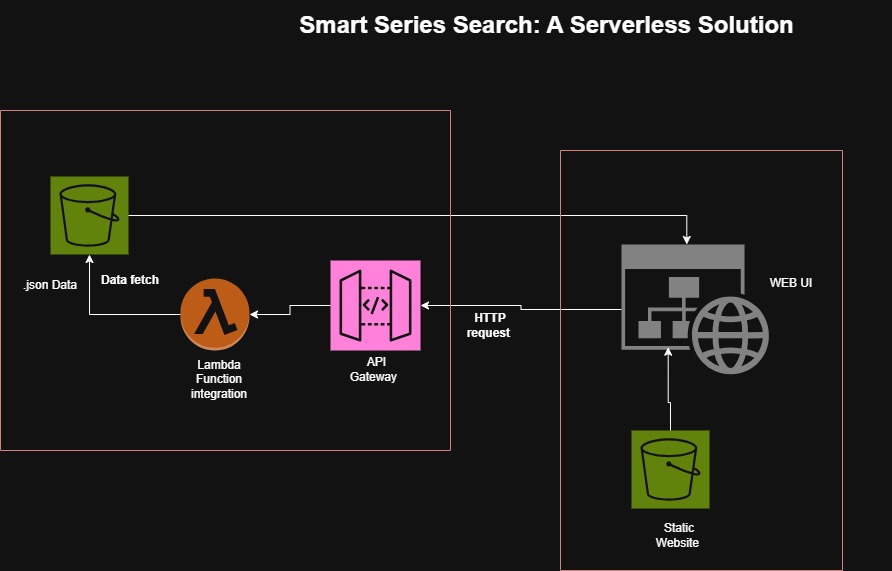 Smart Series Search: A Serverless Solution
.json Data
Data fetch
Lambda
Function
integration
</>
API
Gateway
HTTP
request
WEB UI
Static
Website